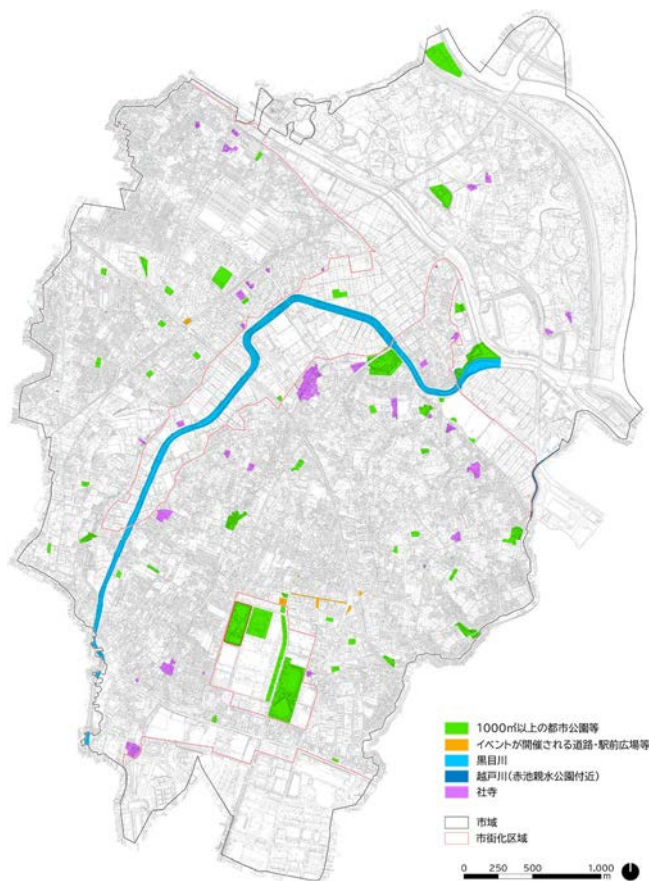 1000㎡以上の都市公園等
イベントが開催される道路・駅前広場等
黒目川
越戸川(赤池親水公園付近)
社寺
市域
市街化区域
0 250 500 1,000
m